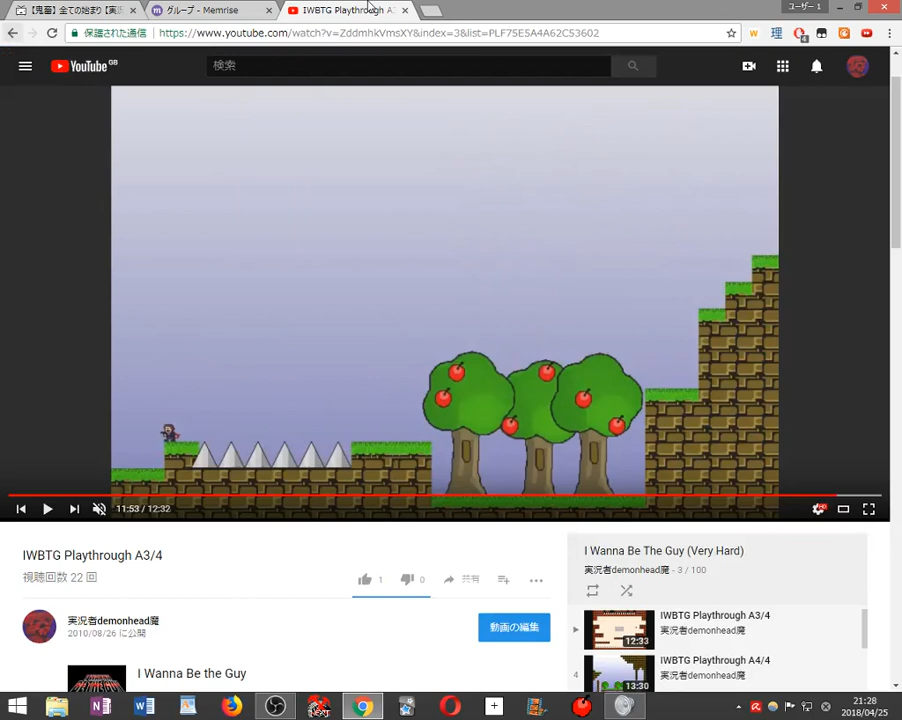 【鬼畜】全ての始まり【実況
グループ - Memrise
IWBTG Playthrough A3
ユーザー 1
保護された通信
https://www.youtube.com/watch?v=ZddmhkVmsXY&index=3&list=PLF75E5A4A62C53602
YouTube GB
検索
11:53 / 12:32
IWBTG Playthrough A3/4
視聴回数 22 回
1
0
共有
実況者demonhead魔
2010/08/26 に公開
動画の編集
I Wanna Be the Guy
I Wanna Be The Guy (Very Hard)
実況者demonhead魔 - 3 / 100
IWBTG Playthrough A3/4
実況者demonhead魔
12:33
4
IWBTG Playthrough A4/4
実況者demonhead魔
13:30
21:28
2018/04/25